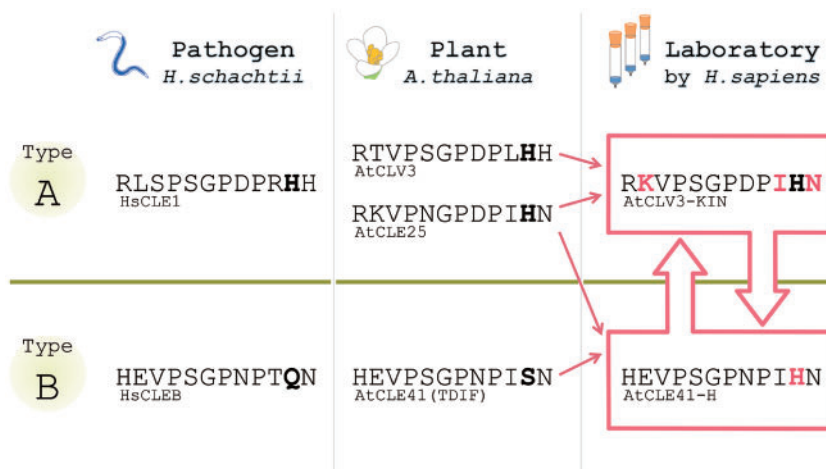 Pathogen
H.schachtii
Plant
A.thaliana
Laboratory
by H.sapiens
Type
A
RLSPSGPDPRHH
HsCLE1
RTVPSGPDPLHH
AtCLV3
RKVPNGPDPIHN
AtCLE25
RKVPSGPDPIHN
AtCLV3-KIN
Type
B
HEVPSGPNPTQN
HsCLEB
HEVPSGPNPISN
AtCLE41(TDIF)
HEVPSGPNPIHN
AtCLE41-H